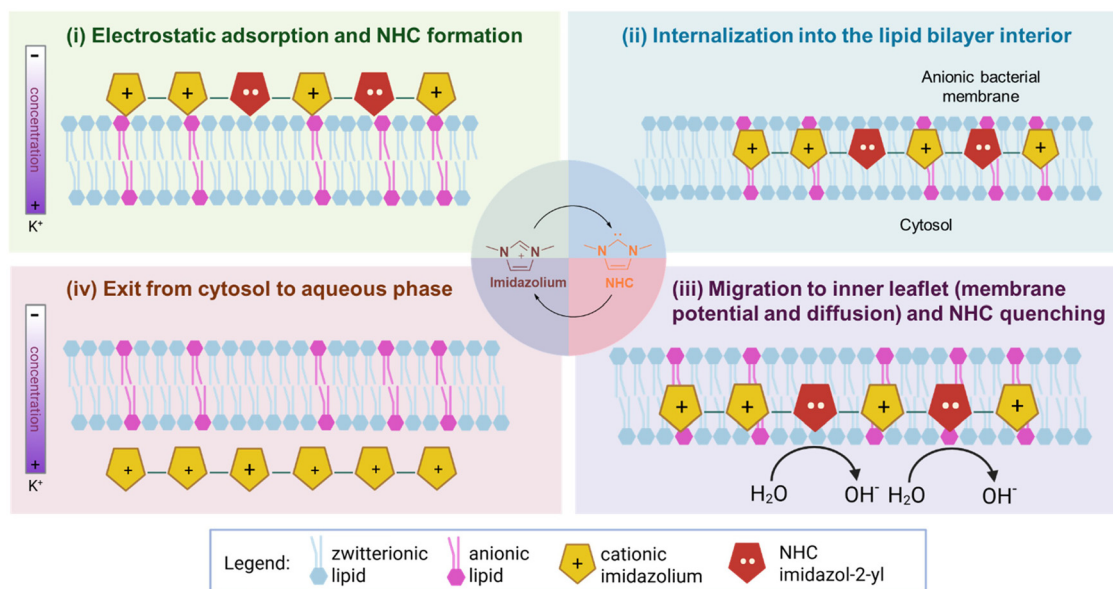 (i) Electrostatic adsorption and NHC formation
−
concentration
+
K⁺
+ + •• + •• +
(ii) Internalization into the lipid bilayer interior
Anionic bacterial
membrane
+ + •• + •• +
Cytosol
N N
+
Imidazolium
••
N N
NHC
(iv) Exit from cytosol to aqueous phase
−
concentration
+
K⁺
+ + + + + +
(iii) Migration to inner leaflet (membrane
potential and diffusion) and NHC quenching
+ + •• + •• +
H₂O OH⁻ H₂O OH⁻
Legend:
zwitterionic
lipid
anionic
lipid
+
cationic
imidazolium
••
NHC
imidazol-2-yl